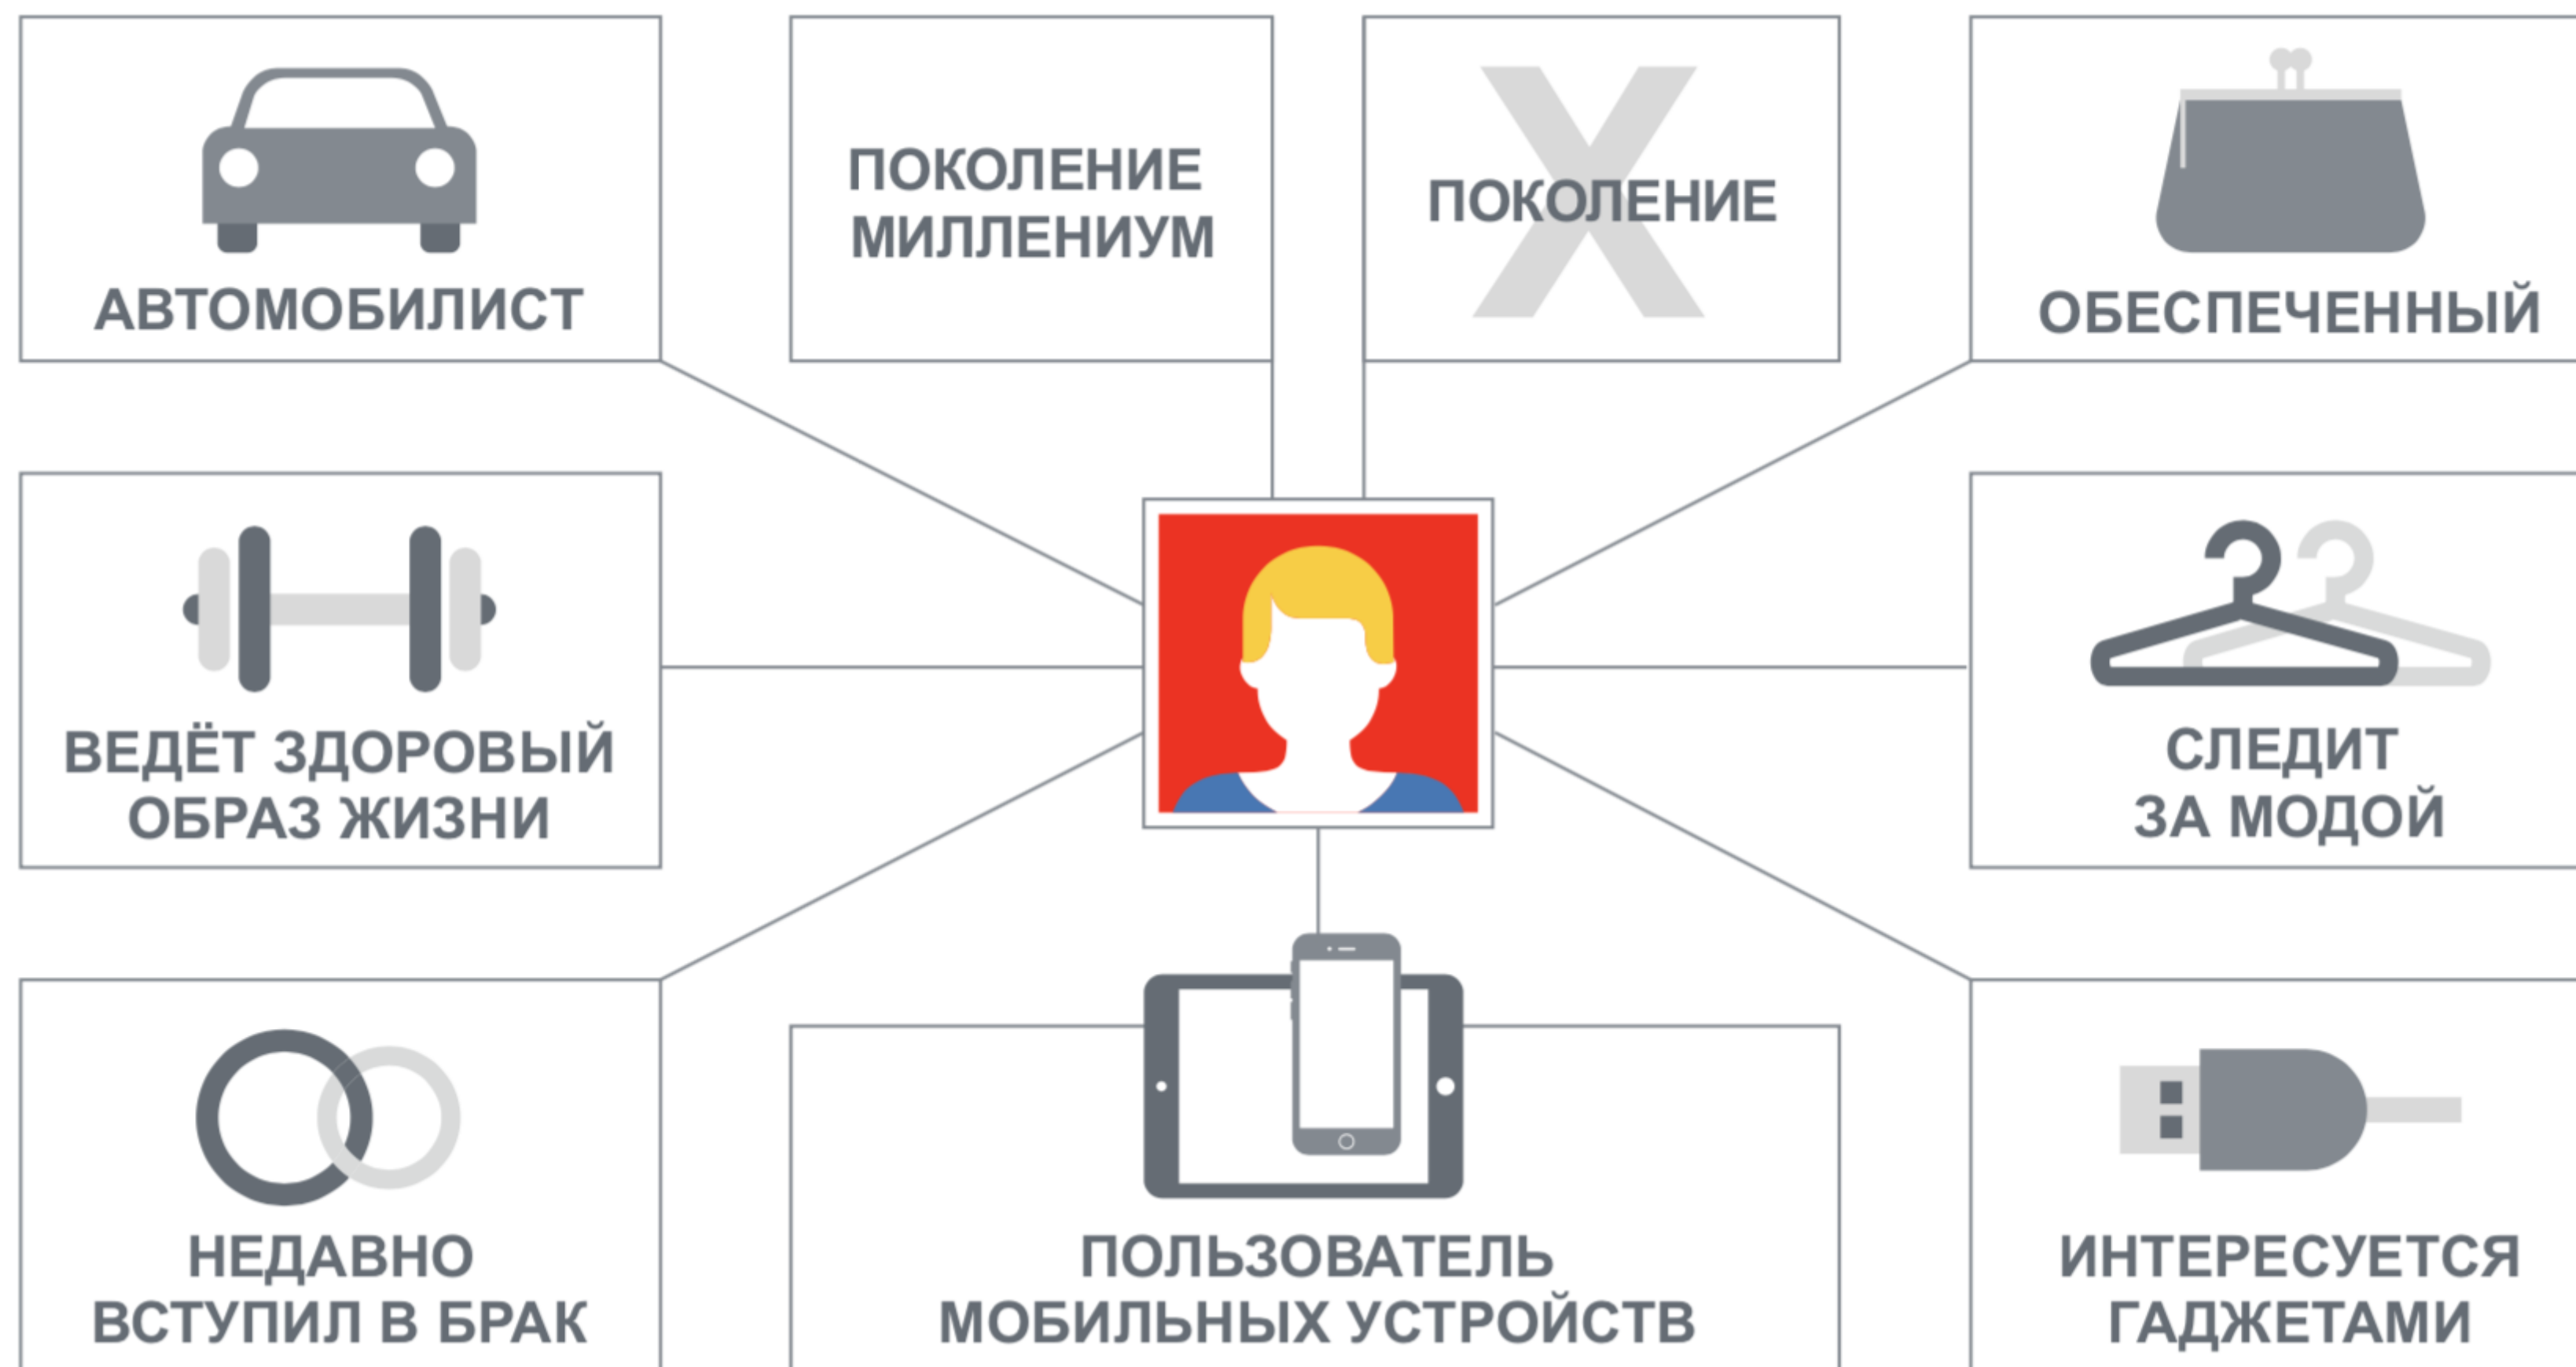 АВТОМОБИЛИСТ
ПОКОЛЕНИЕ
МИЛЛЕНИУМ
X
ПОКОЛЕНИЕ
ОБЕСПЕЧЕННЫЙ
ВЕДЁТ ЗДОРОВЫЙ
ОБРАЗ ЖИЗНИ
СЛЕДИТ
ЗА МОДОЙ
НЕДАВНО
ВСТУПИЛ В БРАК
ПОЛЬЗОВАТЕЛЬ
МОБИЛЬНЫХ УСТРОЙСТВ
ИНТЕРЕСУЕТСЯ
ГАДЖЕТАМИ